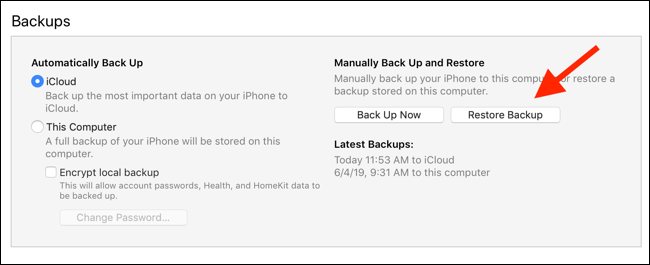 Backups
Automatically Back Up
iCloud
Back up the most important data on your iPhone to
iCloud.
This Computer
A full backup of your iPhone will be stored on this
computer.
Encrypt local backup
This will allow account passwords, Health, and HomeKit data to
be backed up.
Change Password...
Manually Back Up and Restore
Manually back up your iPhone to this computer or restore a
backup stored on this computer.
Back Up Now
Restore Backup
Latest Backups:
Today 11:53 AM to iCloud
6/4/19, 9:31 AM to this computer